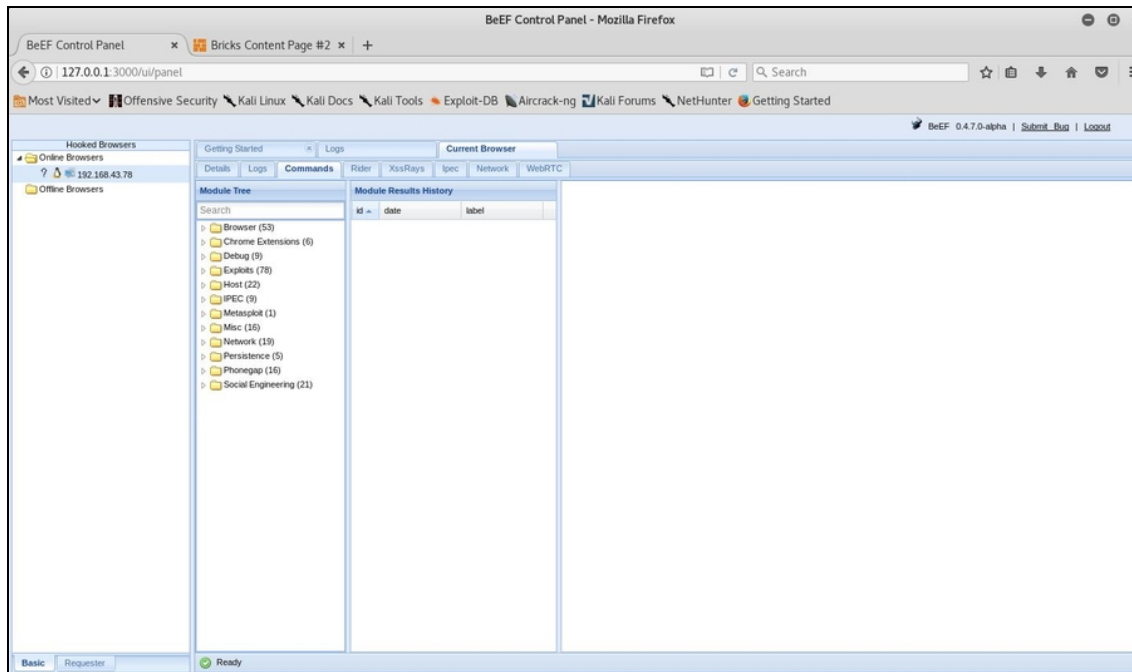 BeEF Control Panel - Mozilla Firefox
BeEF Control Panel × Bricks Content Page #2 × +
127.0.0.1:3000/ui/panel Search
Most Visited Offensive Security Kali Linux Kali Docs Kali Tools Exploit-DB Aircrack-ng Kali Forums NetHunter Getting Started
BeEF 0.4.7.0-alpha | Submit Bug | Logout
Hooked Browsers
Online Browsers
? 192.168.43.78
Offline Browsers
Getting Started Logs Current Browser
Details Logs Commands Rider XssRays Ipec Network WebRTC
Module Tree
Search
Browser (53)
Chrome Extensions (6)
Debug (9)
Exploits (78)
Host (22)
IPEC (9)
Metasploit (1)
Misc (16)
Network (19)
Persistence (5)
Phonegap (16)
Social Engineering (21)
Module Results History
id date label
Basic Requester
Ready